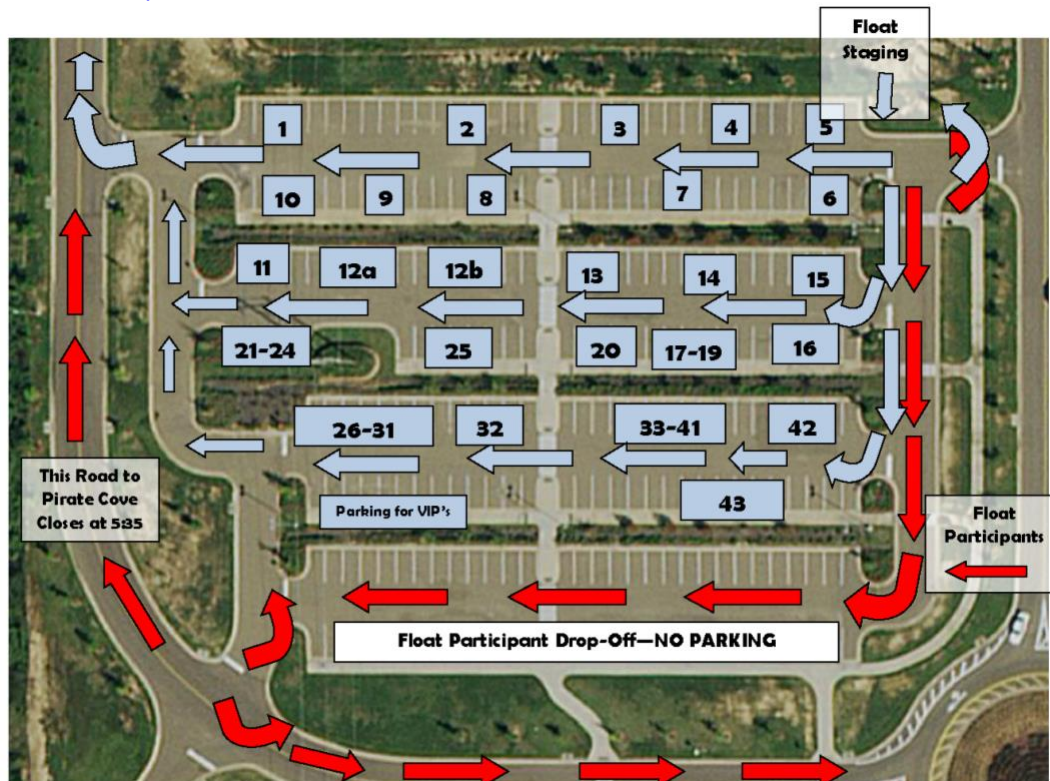 Float
Staging
1
2
3
4
5
10
9
8
7
6
11
12a
12b
13
14
15
21-24
25
20
17-19
16
26-31
32
33-41
42
This Road to
Pirate Cove
Closes at 5:35
Parking for VIP's
43
Float
Participants
Float Participant Drop-Off—NO PARKING